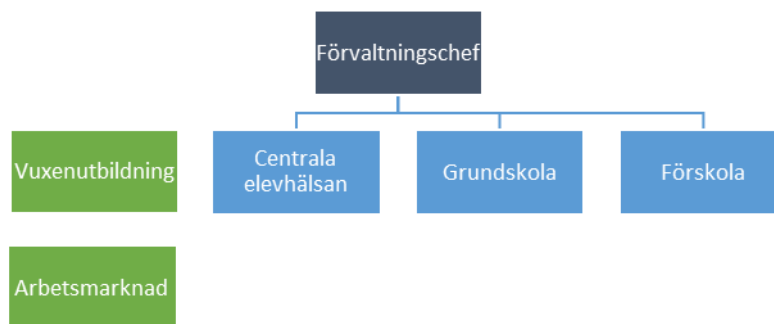 Förvaltningschef
Vuxenutbildning
Centrala
elevhälsan
Grundskola
Förskola
Arbetsmarknad